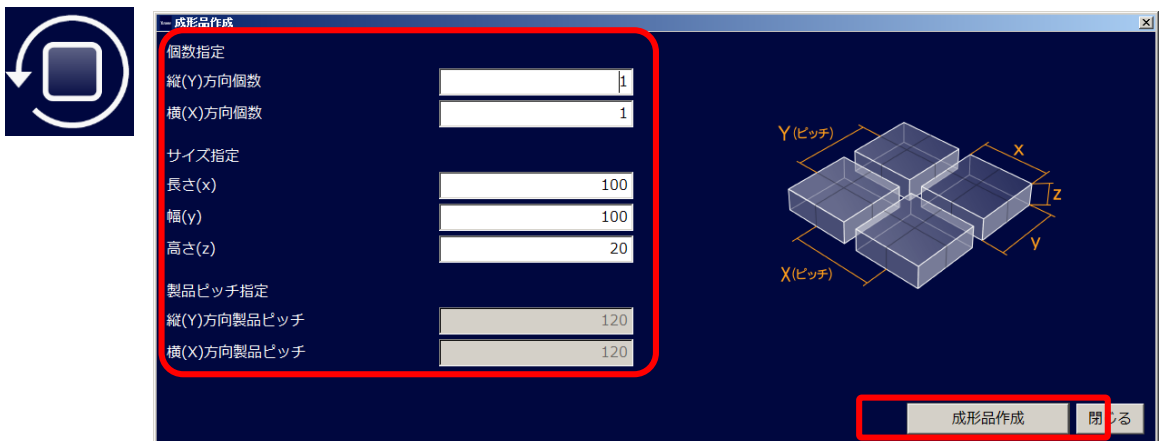 成形品作成
個数指定
縦(Y)方向個数 1
横(X)方向個数 1
サイズ指定
長さ(x) 100
幅(y) 100
高さ(z) 20
製品ピッチ指定
縦(Y)方向製品ピッチ 120
横(X)方向製品ピッチ 120
Y(ピッチ)
x
z
y
X(ピッチ)
成形品作成 閉じる